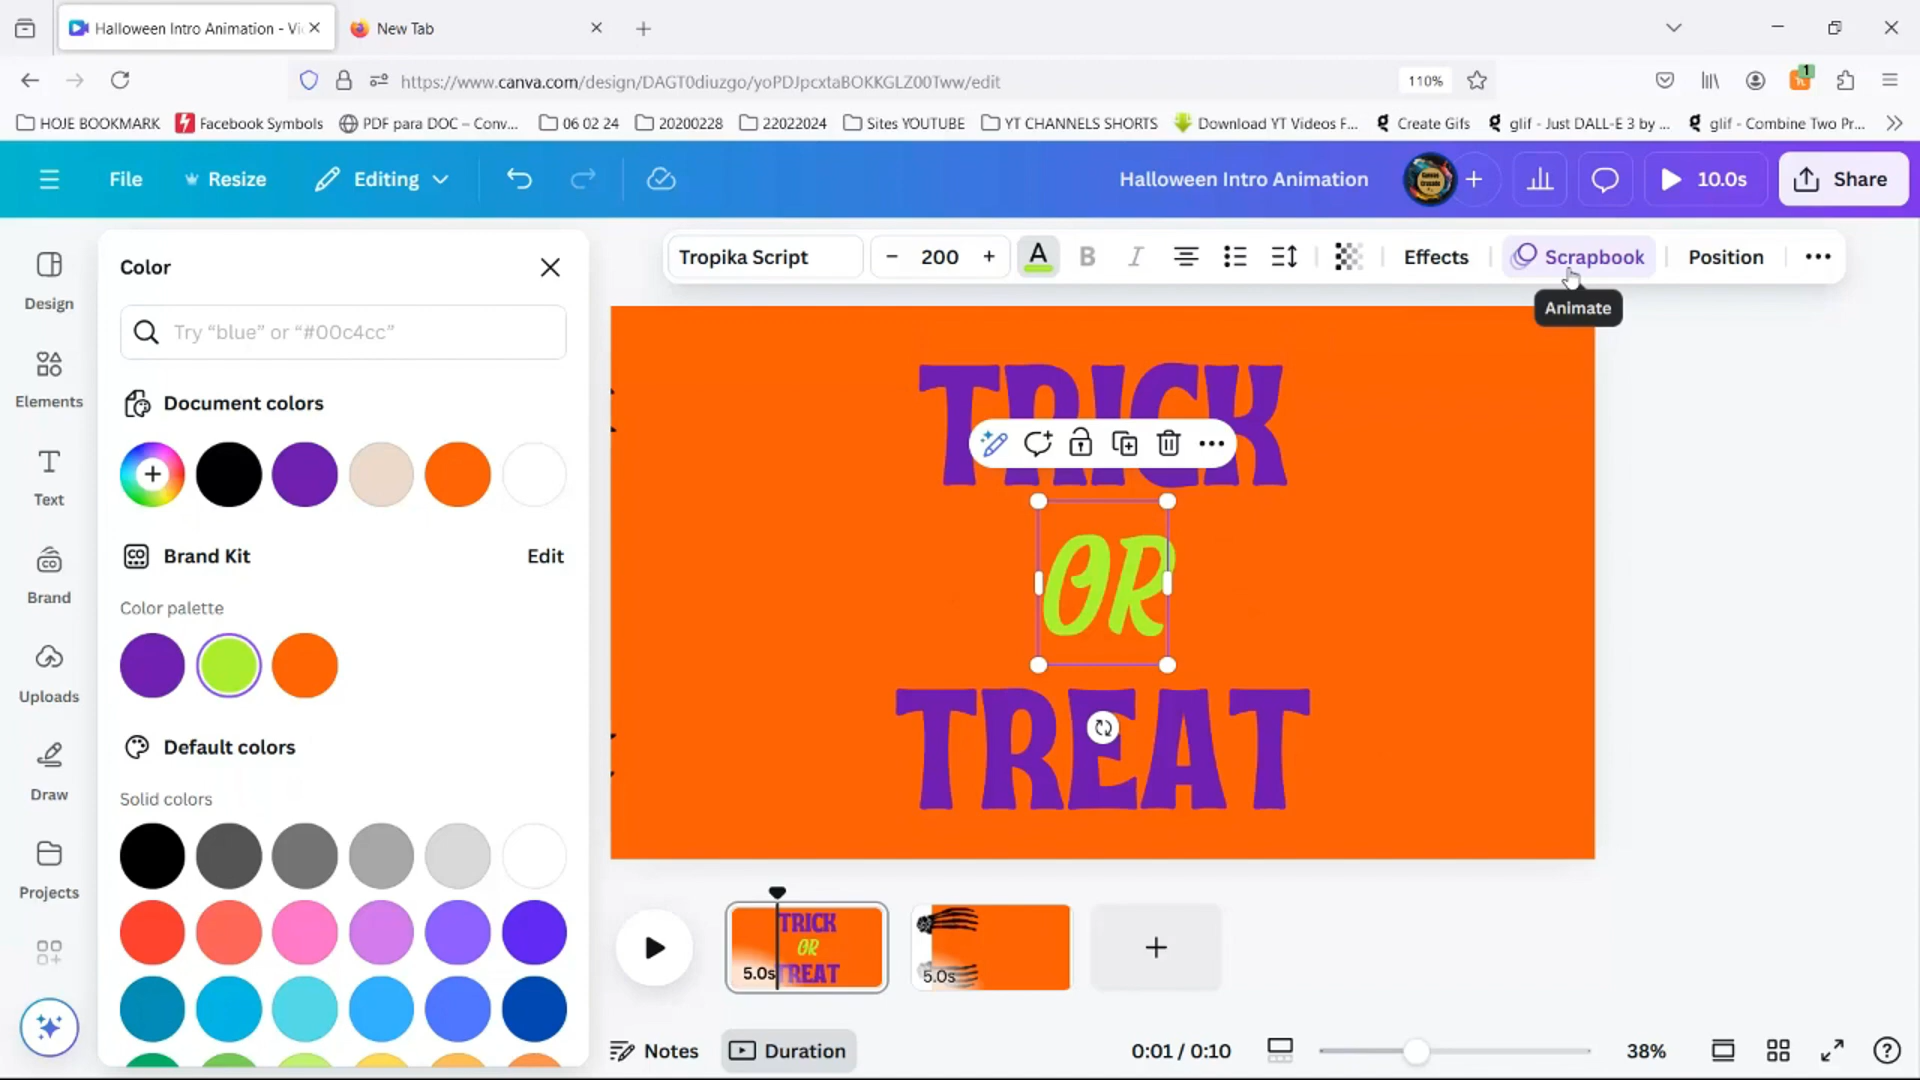 Halloween Intro Animation - Vi
New Tab
https://www.canva.com/design/DAGT0diuzgo/yoPDJpcxtaBOKKGLZ00Tww/edit
110%
1
HOJE BOOKMARK
Facebook Symbols
PDF para DOC – Conv...
06 02 24
20200228
22022024
Sites YOUTUBE
YT CHANNELS SHORTS
Download YT Videos F...
Create Gifs
glif - Just DALL-E 3 by ...
glif - Combine Two Pr...
File
Resize
Editing
Halloween Intro Animation
10.0s
Share
Design
Elements
Text
Brand
Uploads
Draw
Projects
Color
Try “blue” or “#00c4cc”
Document colors
Brand Kit
Edit
Color palette
Default colors
Solid colors
Tropika Script
200
A
B
I
Effects
Scrapbook
Position
Animate
TRICK
OR
TREAT
TRICK
OR
TREAT
5.0s
5.0s
Notes
Duration
0:01 / 0:10
38%